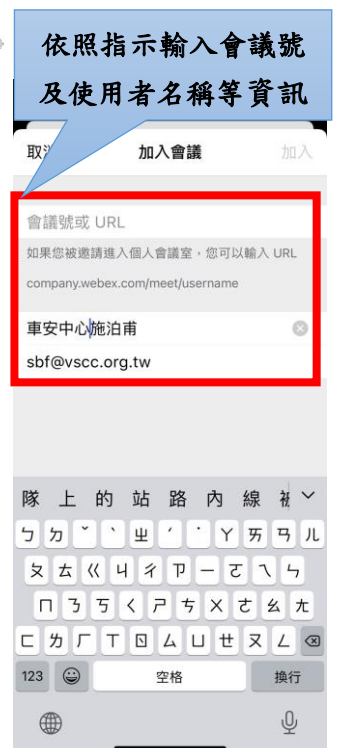 依照指示輸入會議號
及使用者名稱等資訊
取消 加入會議 加入
會議號或 URL
如果您被邀請進入個人會議室，您可以輸入 URL
company.webex.com/meet/username
車安中心施泊甫
sbf@vscc.org.tw
隊 上 的 站 路 內 線 被
ㄅ ㄉ ˇ ˋ ㄓ ˊ ˙ ㄚ ㄞ ㄢ ㄦ
ㄆ ㄊ ㄍ ㄐ ㄔ ㄗ ㄧ ㄛ ㄟ ㄣ
ㄇ ㄋ ㄎ ㄑ ㄕ ㄘ ㄨ ㄜ ㄠ ㄤ
ㄈ ㄌ ㄏ ㄒ ㄖ ㄙ ㄩ ㄝ ㄡ ㄥ
123 空格 換行